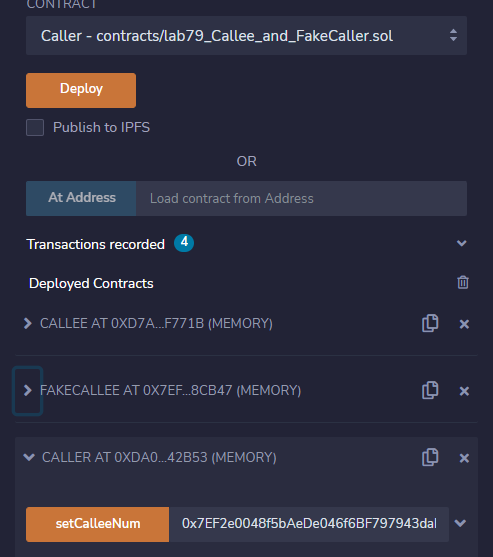 CONTRACT
Caller - contracts/lab79_Callee_and_FakeCaller.sol
Deploy
Publish to IPFS
OR
At Address Load contract from Address
Transactions recorded 4
Deployed Contracts
CALLEE AT 0XD7A...F771B (MEMORY)
FAKECALLEE AT 0X7EF...8CB47 (MEMORY)
CALLER AT 0XDA0...42B53 (MEMORY)
setCalleeNum 0x7EF2e0048f5bAeDe046f6BF797943dal